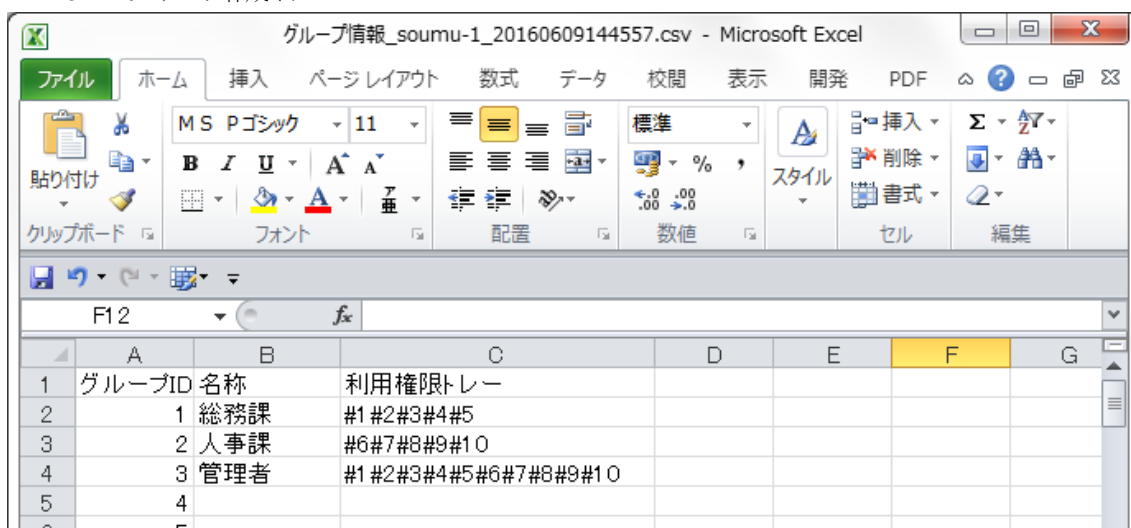 グループ情報_soumu-1_20160609144557.csv - Microsoft Excel
ファイル ホーム 挿入 ページ レイアウト 数式 データ 校閲 表示 開発 PDF
貼り付け
クリップボード
MS Pゴシック 11
B I U A A A
フォント
配置
標準
% ,
数値
スタイル
挿入
削除
書式
セル
Σ
編集
F12 fx
A B C D E F G
1 グループID 名称 利用権限トレー
2 1 総務課 #1#2#3#4#5
3 2 人事課 #6#7#8#9#10
4 3 管理者 #1#2#3#4#5#6#7#8#9#10
5 4